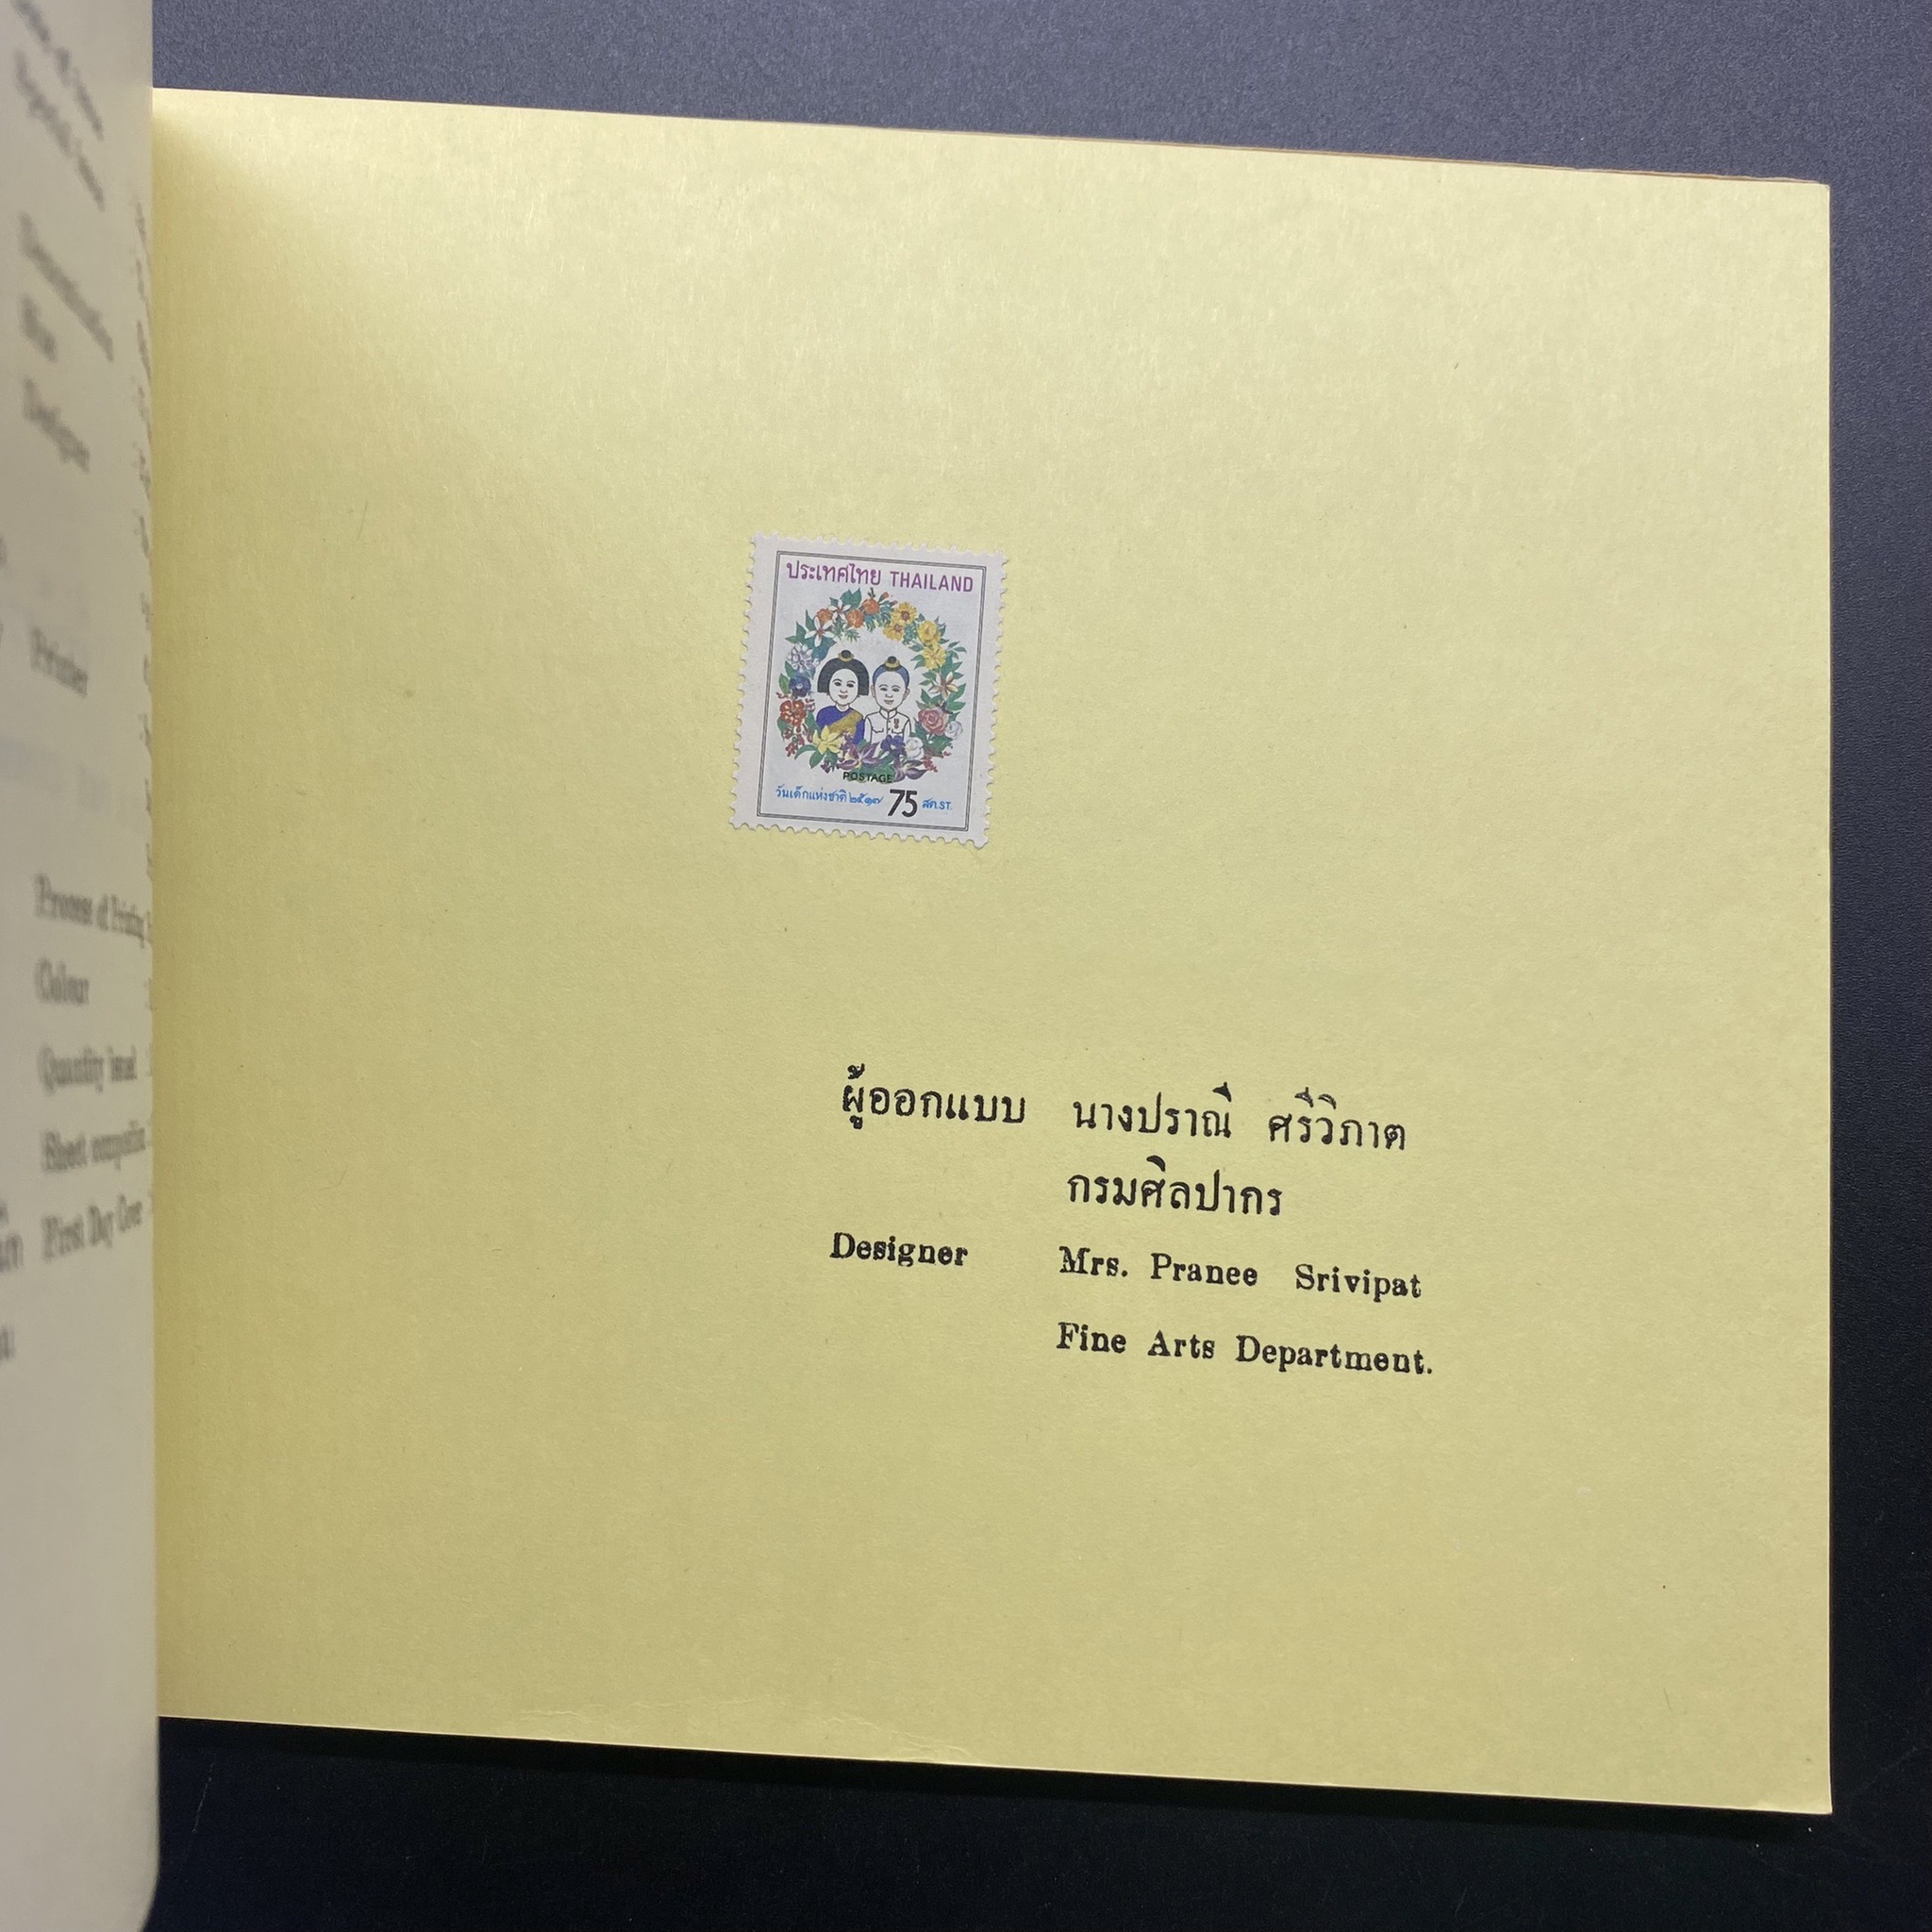 Printer
Process of Printing
Colour
Quantity issued
Sheet composition
First Day Cover
ประเทศไทย THAILAND
POSTAGE
วันเด็กแห่งชาติ ๒๕๑๗ 75 สต. ST.
ผู้ออกแบบ นางปราณี ศรีวิภาต
กรมศิลปากร
Designer Mrs. Pranee Srivipat
Fine Arts Department.